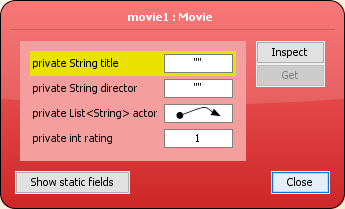 movie1 : Movie
private String title ""
Inspect
private String director ""
Get
private List<String> actor
private int rating 1
Show static fields
Close